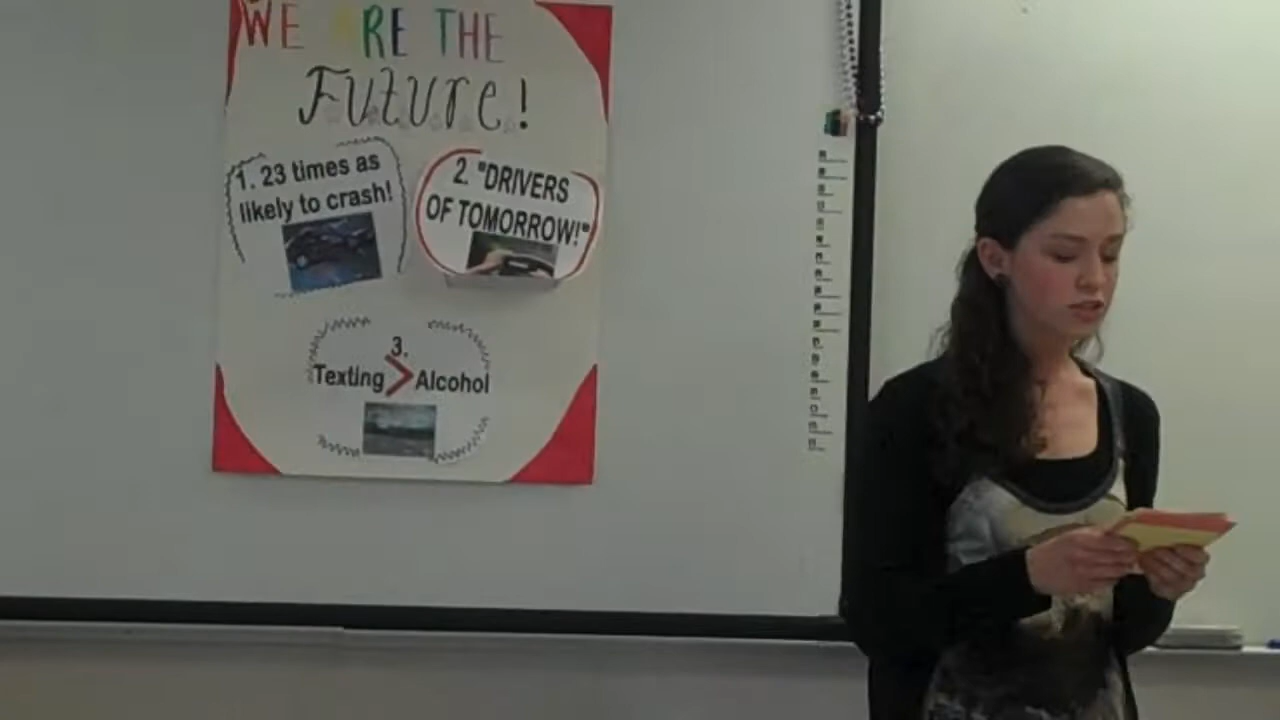 WE ARE THE
Future!
1. 23 times as
likely to crash!
2. "DRIVERS
OF TOMORROW!"
3.
Texting > Alcohol